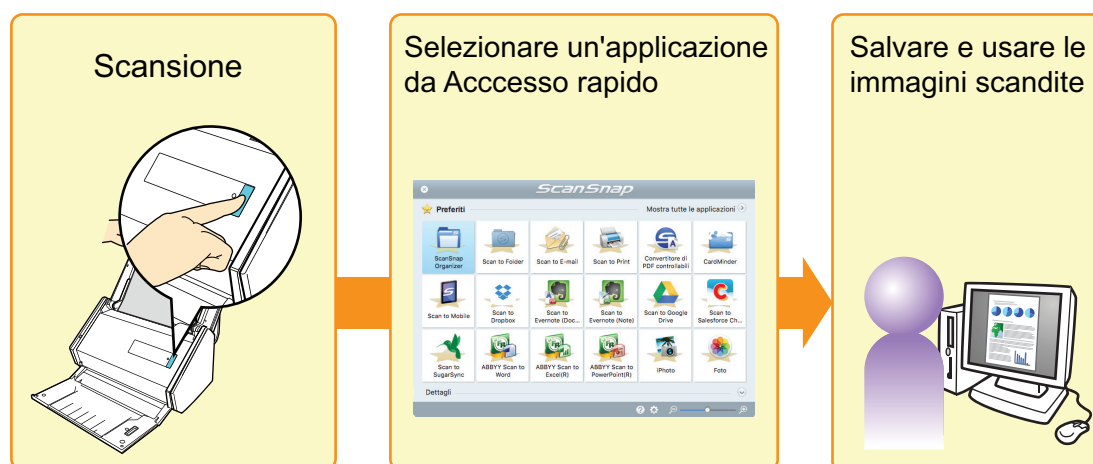 Scansione
Selezionare un'applicazione
da Acccesso rapido
Salvare e usare le
immagini scandite
ScanSnap
Preferiti
Mostra tutte le applicazioni
ScanSnap
Organizer
Scan to Folder
Scan to E-mail
Scan to Print
Convertitore di
PDF controllabili
CardMinder
Scan to Mobile
Scan to
Dropbox
Scan to
Evernote (Doc...
Scan to
Evernote (Note)
Scan to Google
Drive
Scan to
Salesforce Ch...
Scan to
SugarSync
ABBYY Scan to
Word
ABBYY Scan to
Excel(R)
ABBYY Scan to
PowerPoint(R)
iPhoto
Foto
Dettagli